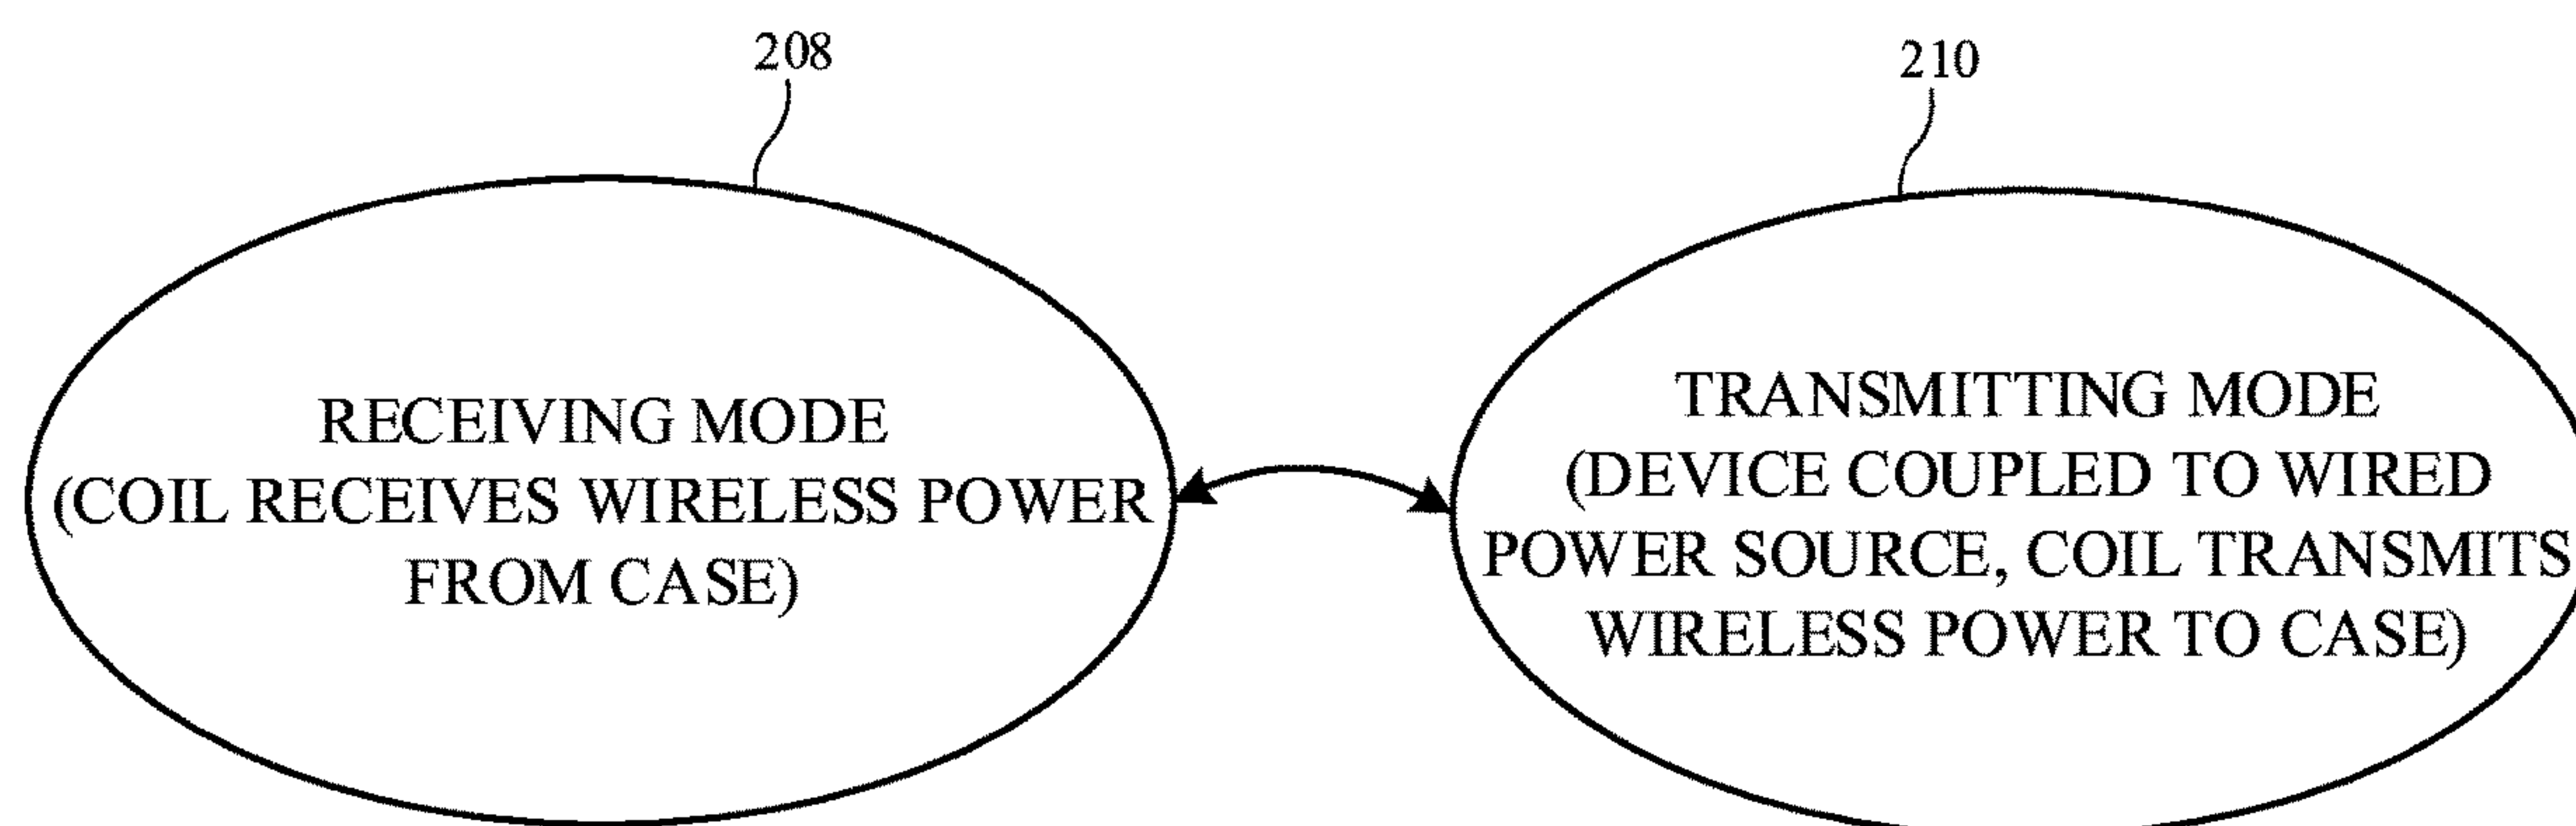 208
RECEIVING MODE
(COIL RECEIVES WIRELESS POWER
FROM CASE)
210
TRANSMITTING MODE
(DEVICE COUPLED TO WIRED
POWER SOURCE, COIL TRANSMITS
WIRELESS POWER TO CASE)